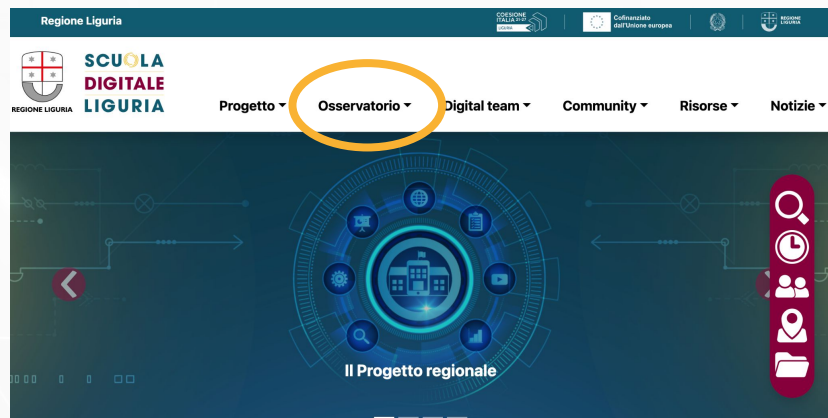 Regione Liguria
COESIONE
ITALIA 21-27
LIGURIA
Cofinanziato
dall'Unione europea
REGIONE
LIGURIA
REGIONE LIGURIA
SCUOLA
DIGITALE
LIGURIA
Progetto
Osservatorio
Digital team
Community
Risorse
Notizie
Il Progetto regionale